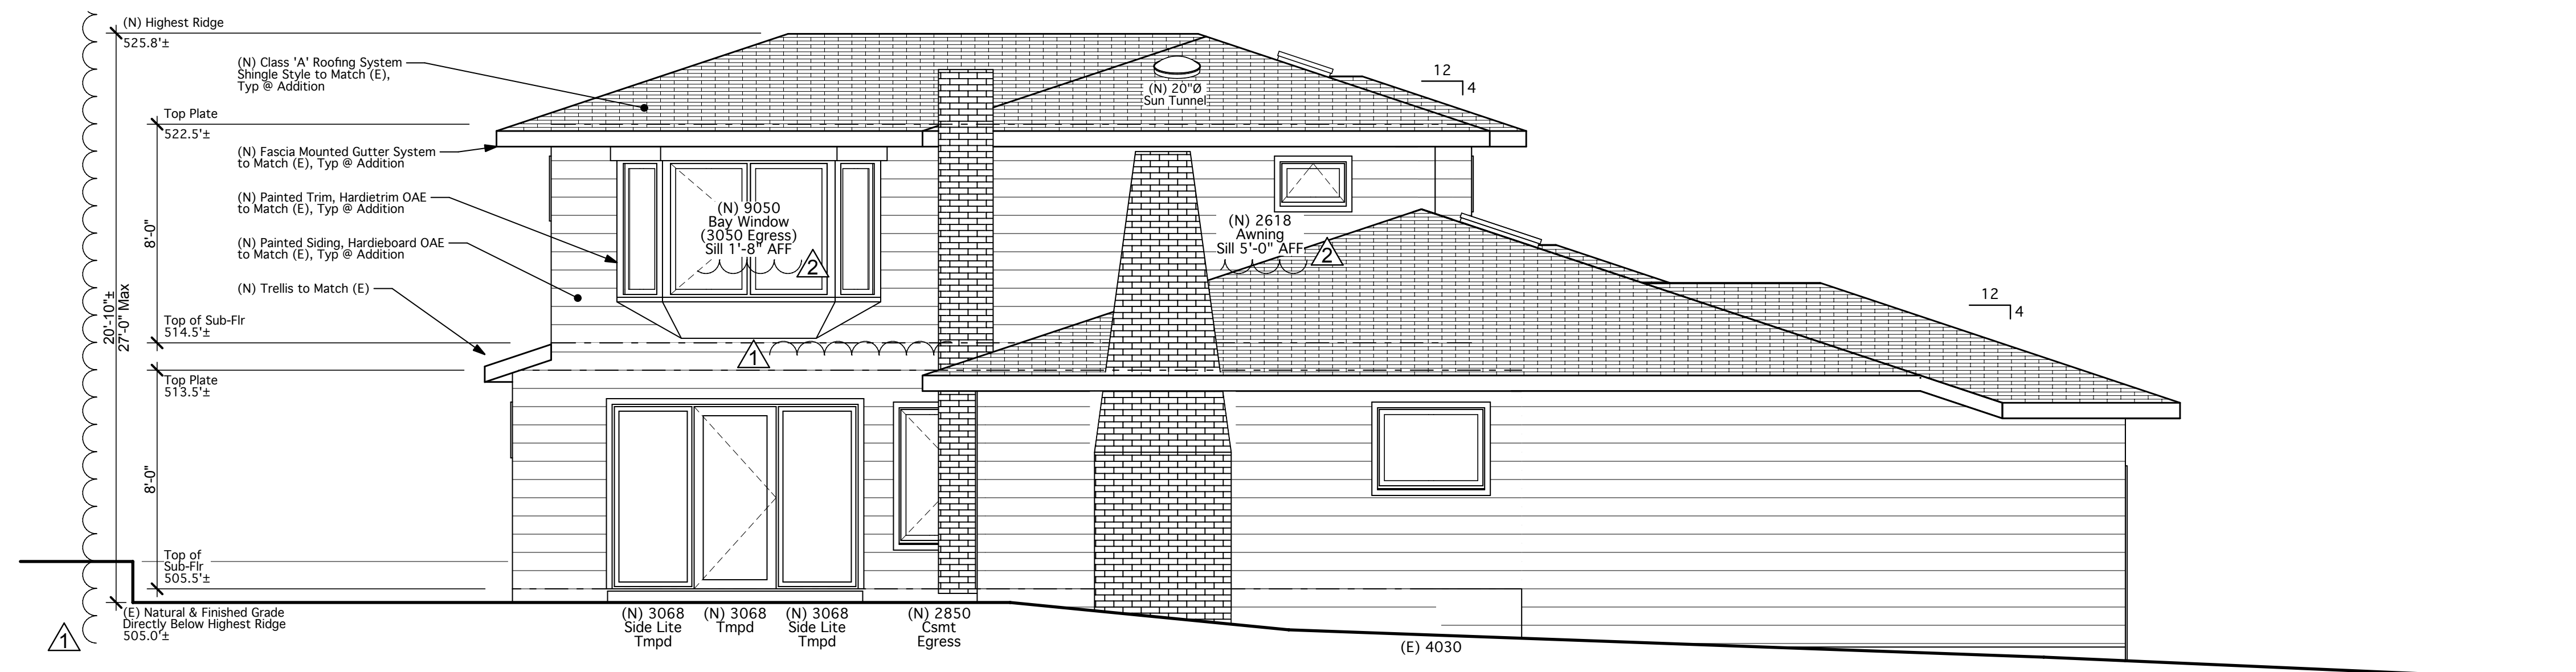 (N) Highest Ridge
525.8'±
(N) Class 'A' Roofing System
Shingle Style to Match (E),
Typ @ Addition
Top Plate
522.5'±
(N) Fascia Mounted Gutter System
to Match (E), Typ @ Addition
(N) Painted Trim, Hardietrim OAE
to Match (E), Typ @ Addition
8'-0"
(N) Painted Siding, Hardieboard OAE
to Match (E), Typ @ Addition
(N) Trellis to Match (E)
20'-10"±
27'-0" Max
Top of Sub-Flr
514.5'±
Top Plate
513.5'±
8'-0"
Top of
Sub-Flr
505.5'±
(E) Natural & Finished Grade
Directly Below Highest Ridge
505.0'±
1
(N) 9050
Bay Window
(3050 Egress)
Sill 1'-8" AFF
2
1
(N) 20"Ø
Sun Tunnel
12
4
(N) 2618
Awning
Sill 5'-0" AFF
2
12
4
(N) 3068
Side Lite
Tmpd
(N) 3068
Tmpd
(N) 3068
Side Lite
Tmpd
(N) 2850
Csmt
Egress
(E) 4030